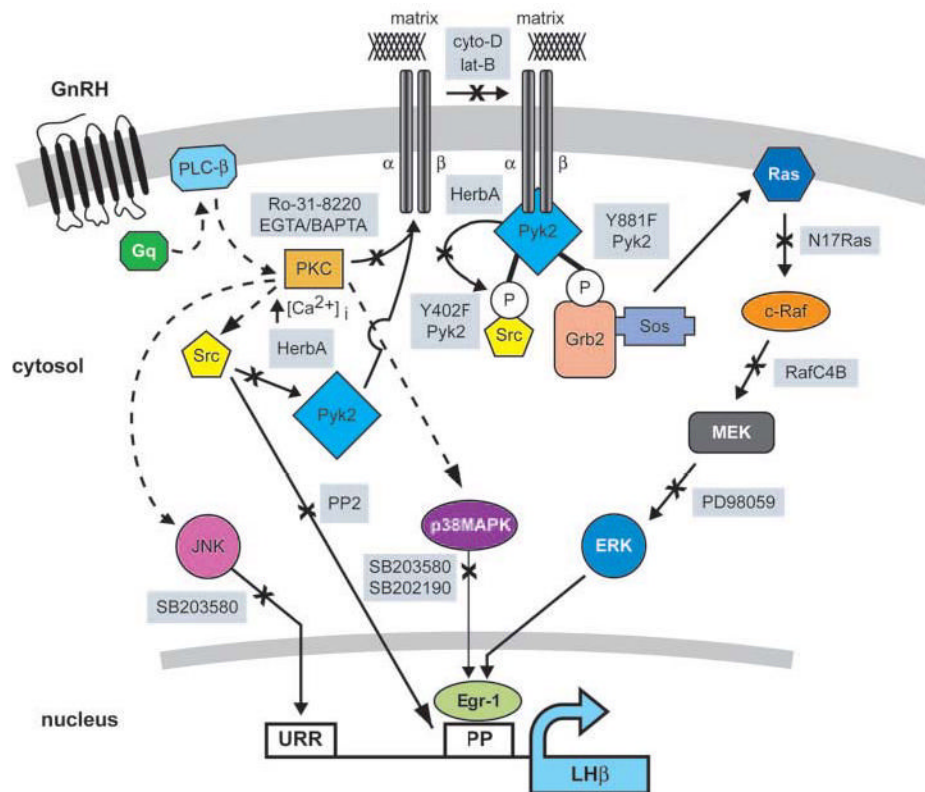 matrix
matrix
cyto-D
lat-B
GnRH
PLC-β
α
β
α
β
HerbA
Ras
Ro-31-8220
EGTA/BAPTA
Pyk2
Y881F
Pyk2
N17Ras
Gq
PKC
P
P
[Ca2+] i
Y402F
Pyk2
Src
Grb2
Sos
c-Raf
cytosol
Src
HerbA
RafC4B
Pyk2
MEK
PP2
PD98059
p38MAPK
JNK
ERK
SB203580
SB202190
SB203580
Egr-1
nucleus
URR
PP
LHβ